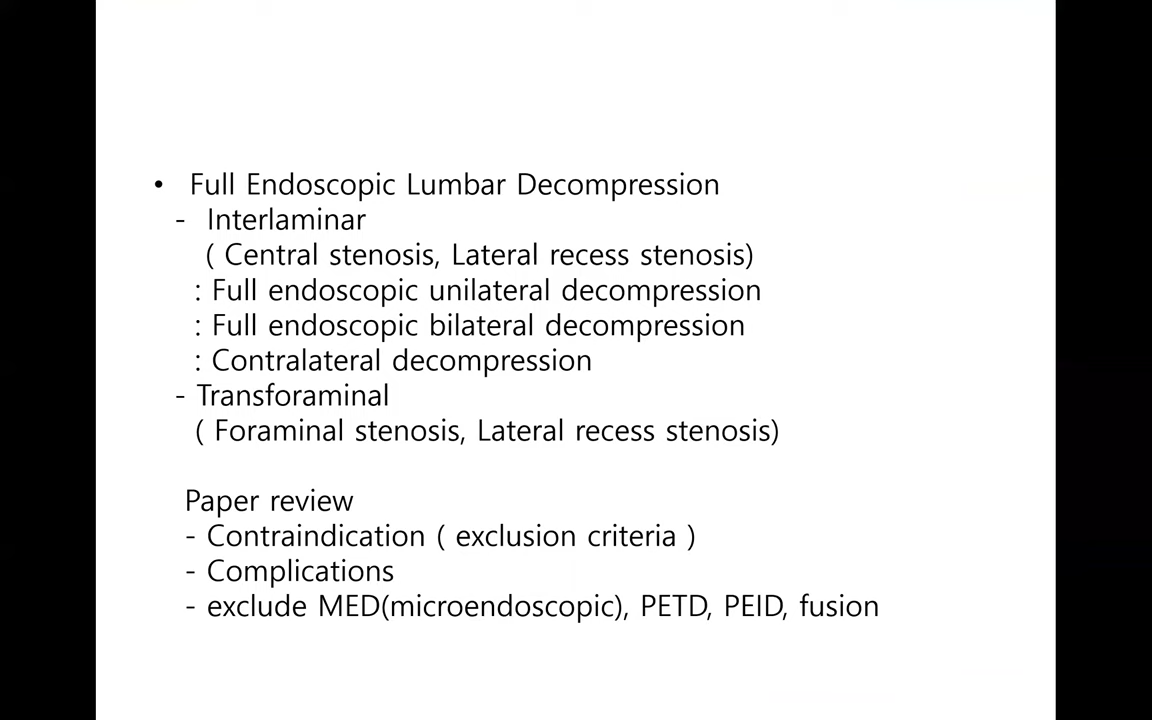 • Full Endoscopic Lumbar Decompression
- Interlaminar
( Central stenosis, Lateral recess stenosis)
: Full endoscopic unilateral decompression
: Full endoscopic bilateral decompression
: Contralateral decompression
- Transforaminal
( Foraminal stenosis, Lateral recess stenosis)
Paper review
- Contraindication ( exclusion criteria )
- Complications
- exclude MED(microendoscopic), PETD, PEID, fusion